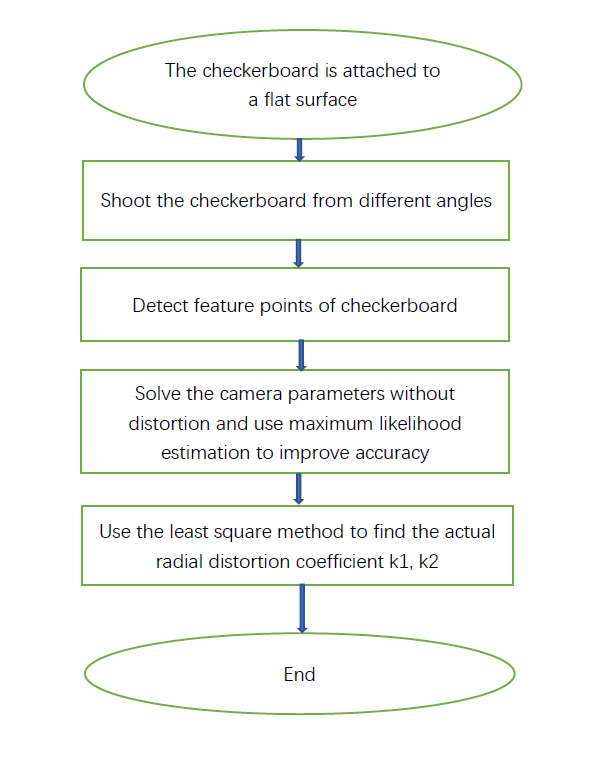 The checkerboard is attached to
a flat surface
Shoot the checkerboard from different angles
Detect feature points of checkerboard
Solve the camera parameters without
distortion and use maximum likelihood
estimation to improve accuracy
Use the least square method to find the actual
radial distortion coefficient k1, k2
End